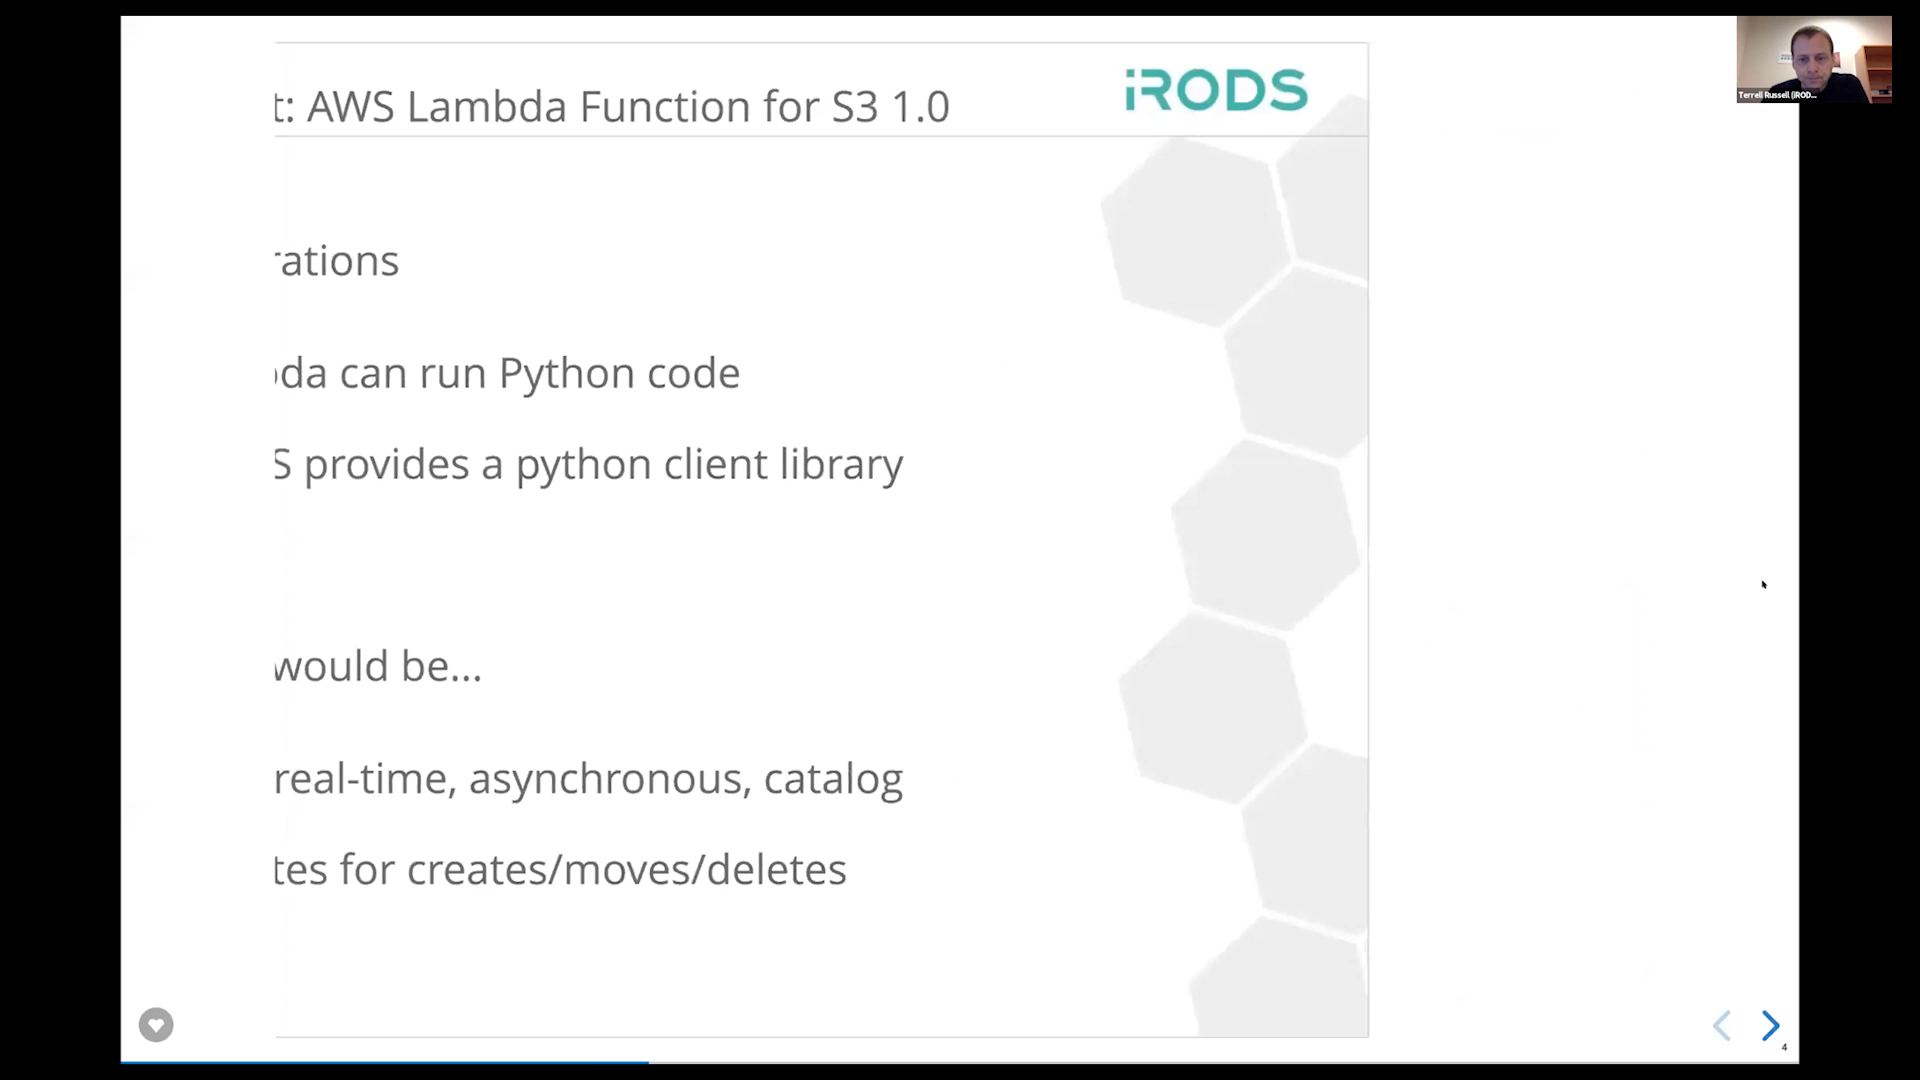 t: AWS Lambda Function for S3 1.0
iRODS
Terrell Russell (iROD...
rations
da can run Python code
S provides a python client library
would be...
real-time, asynchronous, catalog
tes for creates/moves/deletes
4